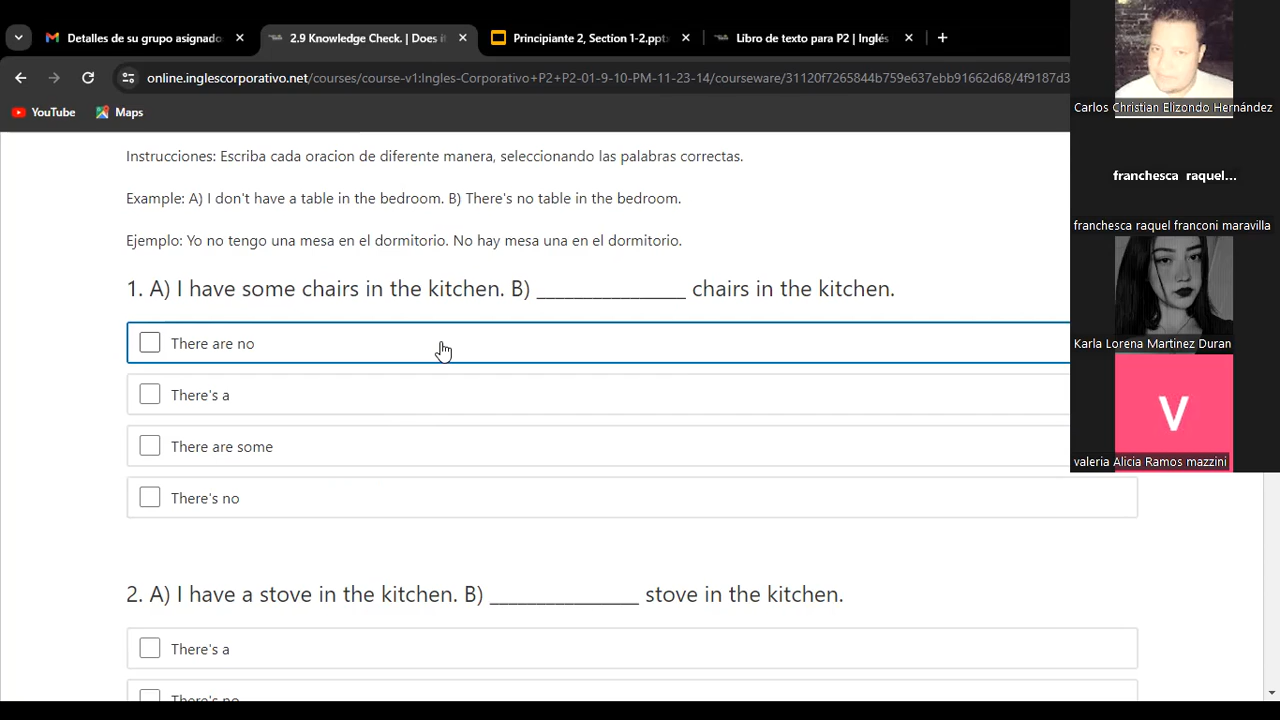 Detalles de su grupo asignado
2.9 Knowledge Check. | Does i
Principiante 2, Section 1-2.ppt
Libro de texto para P2 | Inglés
online.inglescorporativo.net/courses/course-v1:Ingles-Corporativo+P2+P2-01-9-10-PM-11-23-14/courseware/31120f7265844b759e637ebb91662d68/4f9187d3
YouTube
Maps
Instrucciones: Escriba cada oracion de diferente manera, seleccionando las palabras correctas.
Example: A) I don't have a table in the bedroom. B) There's no table in the bedroom.
Ejemplo: Yo no tengo una mesa en el dormitorio. No hay mesa una en el dormitorio.
1. A) I have some chairs in the kitchen. B) ________________ chairs in the kitchen.
There are no
There's a
There are some
There's no
2. A) I have a stove in the kitchen. B) ________________ stove in the kitchen.
There's a
There's no
Carlos Christian Elizondo Hernández
franchesca raquel...
franchesca raquel franconi maravilla
Karla Lorena Martinez Duran
V
valeria Alicia Ramos mazzini